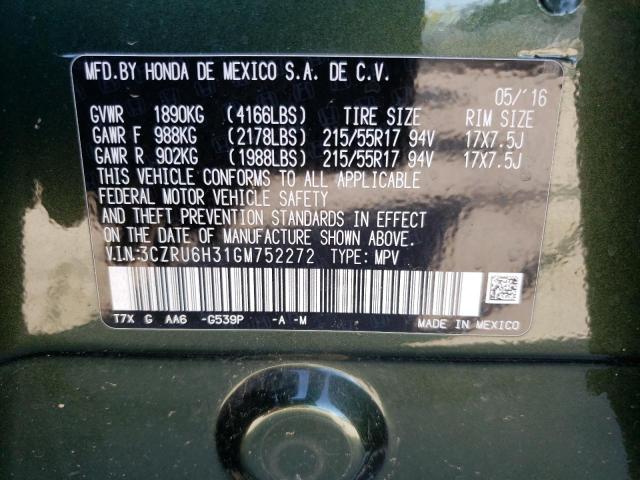 MFD.BY HONDA DE MEXICO S.A. DE C.V.
05/'16
GVWR 1890KG (4166LBS) TIRE SIZE RIM SIZE
GAWR F 988KG (2178LBS) 215/55R17 94V 17X7.5J
GAWR R 902KG (1988LBS) 215/55R17 94V 17X7.5J
THIS VEHICLE CONFORMS TO ALL APPLICABLE
FEDERAL MOTOR VEHICLE SAFETY
AND THEFT PREVENTION STANDARDS IN EFFECT
ON THE DATE OF MANUFACTURE SHOWN ABOVE.
V.I.N.:3CZRU6H31GM752272 TYPE: MPV
T7X G AA6 -G539P -A -M
MADE IN MEXICO